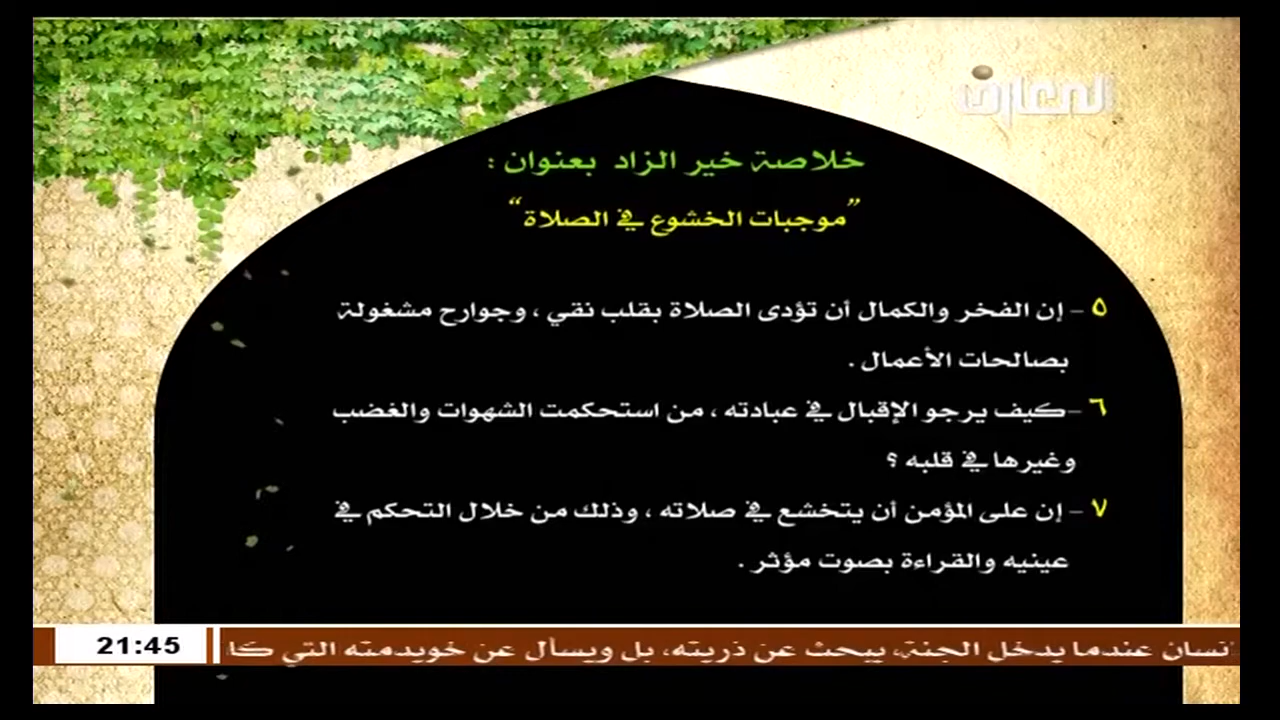 المعارف
خلاصة خير الزاد بعنوان :
”موجبات الخشوع في الصلاة“
٥ – إن الفخر والكمال أن تؤدى الصلاة بقلب نقي ، وجوارح مشغولة
بصالحات الأعمال .
٦ –كيف يرجو الإقبال في عبادته ، من استحكمت الشهوات والغضب
وغيرها في قلبه ؟
٧ – إن على المؤمن أن يتخشع في صلاته ، وذلك من خلال التحكم في
عينيه والقراءة بصوت مؤثر .
نسان عندما يدخل الجنة، يبحث عن ذريته، بل ويسأل عن خويدمته التي كا
21:45